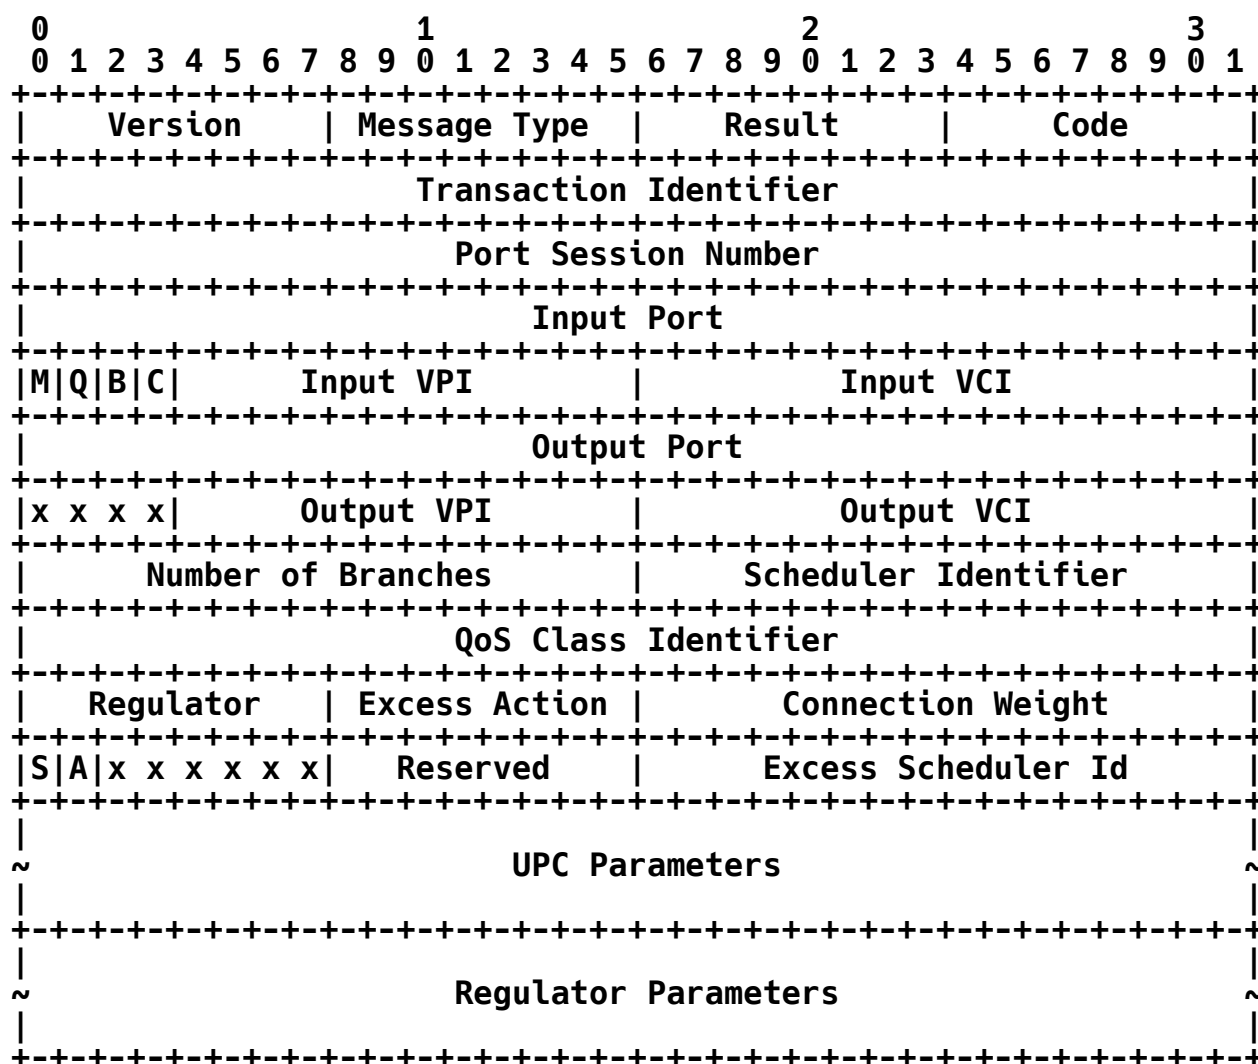 0                   1                   2                   3
 0 1 2 3 4 5 6 7 8 9 0 1 2 3 4 5 6 7 8 9 0 1 2 3 4 5 6 7 8 9 0 1
+-+-+-+-+-+-+-+-+-+-+-+-+-+-+-+-+-+-+-+-+-+-+-+-+-+-+-+-+-+-+-+-+
|    Version    | Message Type  |    Result     |     Code      |
+-+-+-+-+-+-+-+-+-+-+-+-+-+-+-+-+-+-+-+-+-+-+-+-+-+-+-+-+-+-+-+-+
|                    Transaction Identifier                     |
+-+-+-+-+-+-+-+-+-+-+-+-+-+-+-+-+-+-+-+-+-+-+-+-+-+-+-+-+-+-+-+-+
|                      Port Session Number                      |
+-+-+-+-+-+-+-+-+-+-+-+-+-+-+-+-+-+-+-+-+-+-+-+-+-+-+-+-+-+-+-+-+
|                          Input Port                           |
+-+-+-+-+-+-+-+-+-+-+-+-+-+-+-+-+-+-+-+-+-+-+-+-+-+-+-+-+-+-+-+-+
|M|Q|B|C|      Input VPI        |          Input VCI            |
+-+-+-+-+-+-+-+-+-+-+-+-+-+-+-+-+-+-+-+-+-+-+-+-+-+-+-+-+-+-+-+-+
|                          Output Port                          |
+-+-+-+-+-+-+-+-+-+-+-+-+-+-+-+-+-+-+-+-+-+-+-+-+-+-+-+-+-+-+-+-+
|x x x x|      Output VPI       |          Output VCI           |
+-+-+-+-+-+-+-+-+-+-+-+-+-+-+-+-+-+-+-+-+-+-+-+-+-+-+-+-+-+-+-+-+
|      Number of Branches       |     Scheduler Identifier      |
+-+-+-+-+-+-+-+-+-+-+-+-+-+-+-+-+-+-+-+-+-+-+-+-+-+-+-+-+-+-+-+-+
|                      QoS Class Identifier                     |
+-+-+-+-+-+-+-+-+-+-+-+-+-+-+-+-+-+-+-+-+-+-+-+-+-+-+-+-+-+-+-+-+
|   Regulator   | Excess Action |       Connection Weight       |
+-+-+-+-+-+-+-+-+-+-+-+-+-+-+-+-+-+-+-+-+-+-+-+-+-+-+-+-+-+-+-+-+
|S|A|x x x x x x|   Reserved    |      Excess Scheduler Id      |
+-+-+-+-+-+-+-+-+-+-+-+-+-+-+-+-+-+-+-+-+-+-+-+-+-+-+-+-+-+-+-+-+
|                                                               |
~                         UPC Parameters                        ~
|                                                               |
+-+-+-+-+-+-+-+-+-+-+-+-+-+-+-+-+-+-+-+-+-+-+-+-+-+-+-+-+-+-+-+-+
|                                                               |
~                      Regulator Parameters                     ~
|                                                               |
+-+-+-+-+-+-+-+-+-+-+-+-+-+-+-+-+-+-+-+-+-+-+-+-+-+-+-+-+-+-+-+-+